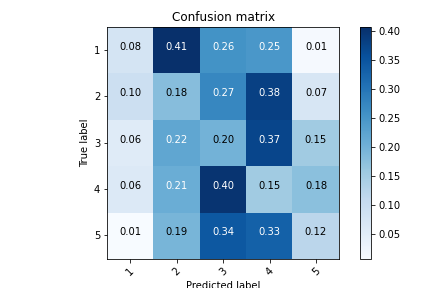 Confusion matrix
1 0.08 0.41 0.26 0.25 0.01
2 0.10 0.18 0.27 0.38 0.07
3 0.06 0.22 0.20 0.37 0.15
4 0.06 0.21 0.40 0.15 0.18
5 0.01 0.19 0.34 0.33 0.12
1 2 3 4 5
True label
Predicted label
0.40
0.35
0.30
0.25
0.20
0.15
0.10
0.05